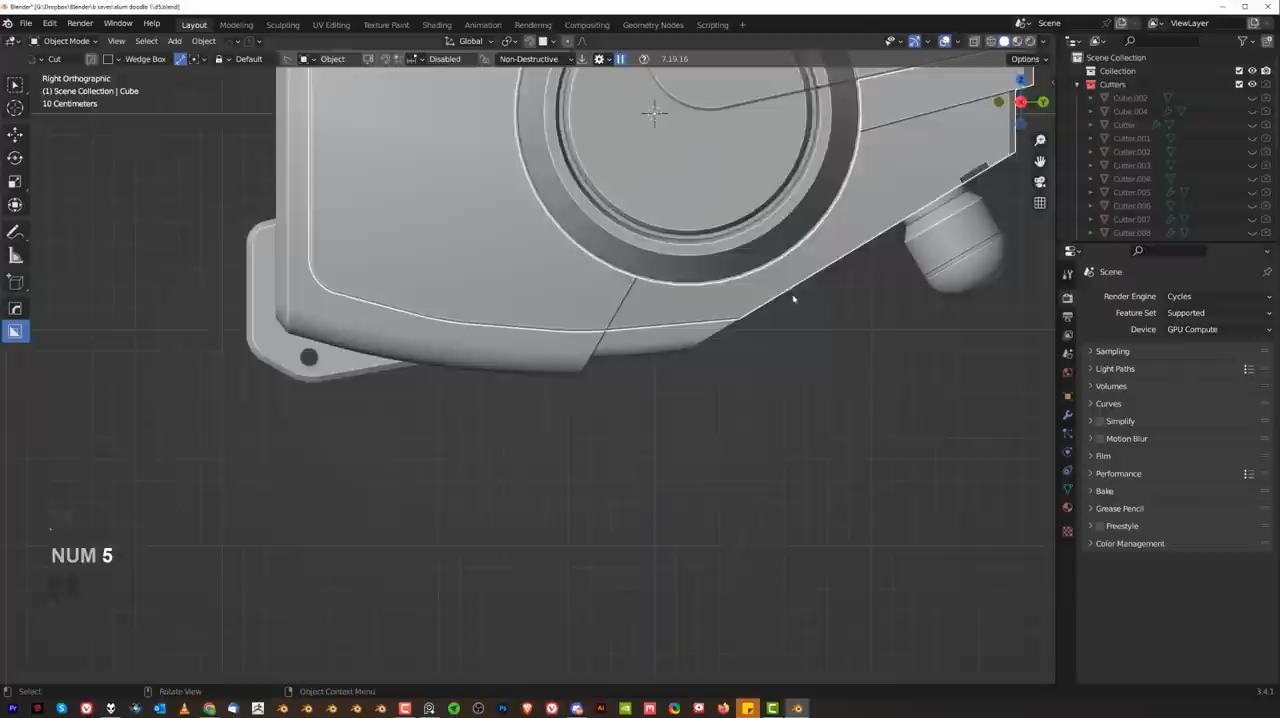 Blender* [G:\Dropbox\Blender\b saves\alum doodle 1\d5.blend]
File Edit Render Window Help Layout Modeling Sculpting UV Editing Texture Paint Shading Animation Rendering Compositing Geometry Nodes Scripting + Scene ViewLayer
Object Mode View Select Add Object Global
Cut Wedge Box Default Object Disabled Non-Destructive 7.19.16 Options
Right Orthographic
(1) Scene Collection | Cube
10 Centimeters
Scene Collection
Collection
Cutters
Cube.002
Cube.004
Cutter
Cutter.001
Cutter.002
Cutter.003
Cutter.004
Cutter.005
Cutter.006
Cutter.007
Cutter.008
Scene
Render Engine Cycles
Feature Set Supported
Device GPU Compute
Sampling
Light Paths
Volumes
Curves
Simplify
Motion Blur
Film
Performance
Bake
Grease Pencil
Freestyle
Color Management
NUM 5
Select Rotate View Object Context Menu 3.4.1